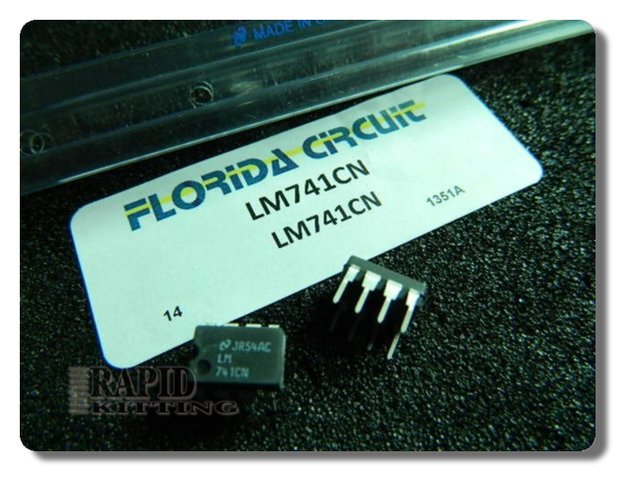 MADE IN
FLORIDA CIRCUIT
LM741CN
LM741CN
1351A
14
JR54AC
LM
741CN
RAPID
KITTING